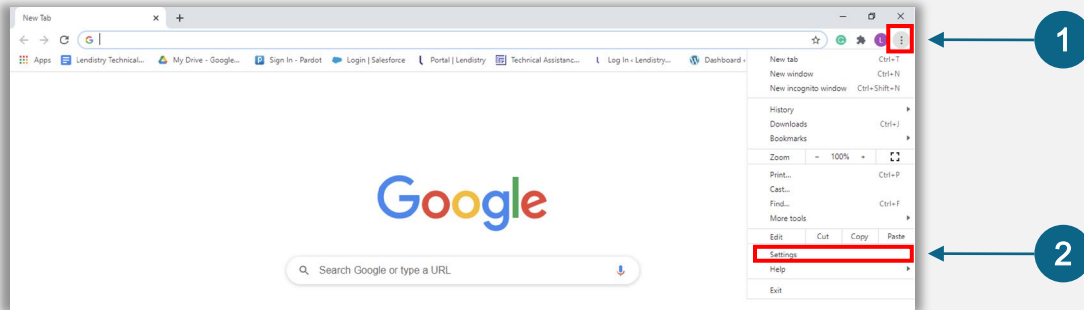 New Tab
G
Apps Lendistry Technical... My Drive - Google... Sign In - Pardot Login | Salesforce Portal | Lendistry Technical Assistanc... Log In ‹ Lendistry... Dashboard ‹
L
1
New tab Ctrl+T
New window Ctrl+N
New incognito window Ctrl+Shift+N
History
Downloads Ctrl+J
Bookmarks
Zoom - 100% +
Print... Ctrl+P
Cast...
Find... Ctrl+F
More tools
Edit Cut Copy Paste
Settings
2
Help
Exit
Google
Search Google or type a URL